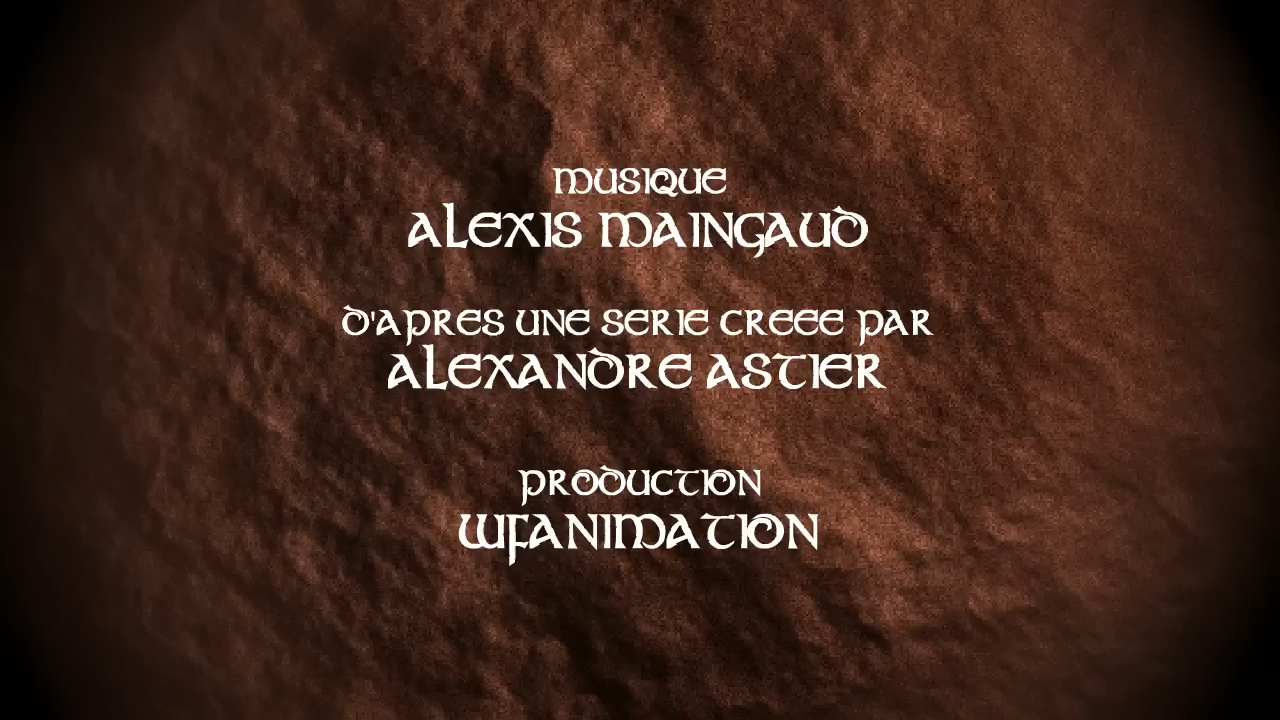 MUSIQUE
ALEXIS MAINGAUD
D'APRES UNE SERIE CREEE PAR
ALEXANDRE ASTIER
PRODUCTION
WFANIMATION